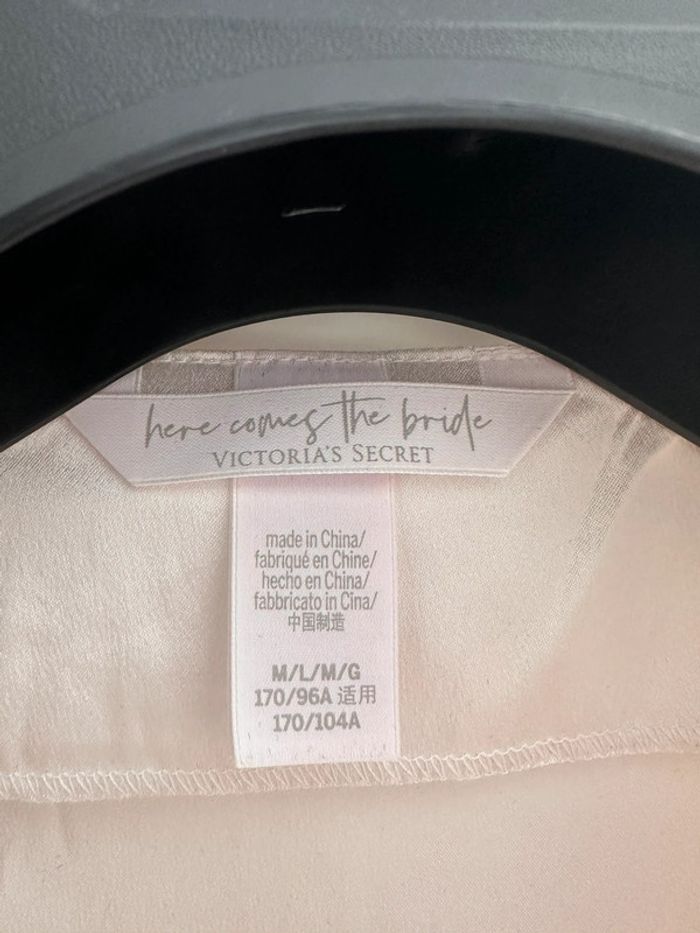 here comes the bride
VICTORIA'S SECRET
made in China/
fabriqué en Chine/
hecho en China/
fabbricato in Cina/
中国制造
M/L/M/G
170/96A 适用
170/104A